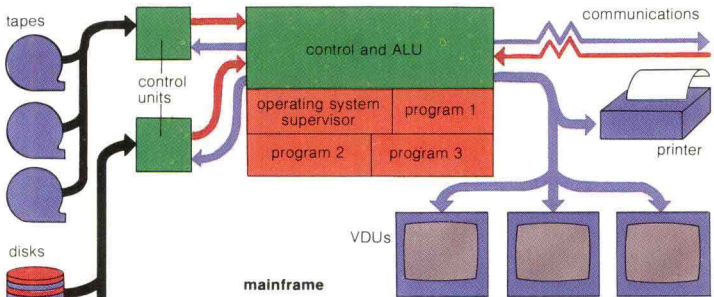 tapes
communications
control
units
control and ALU
operating system
supervisor
program 1
program 2
program 3
printer
VDUs
disks
mainframe